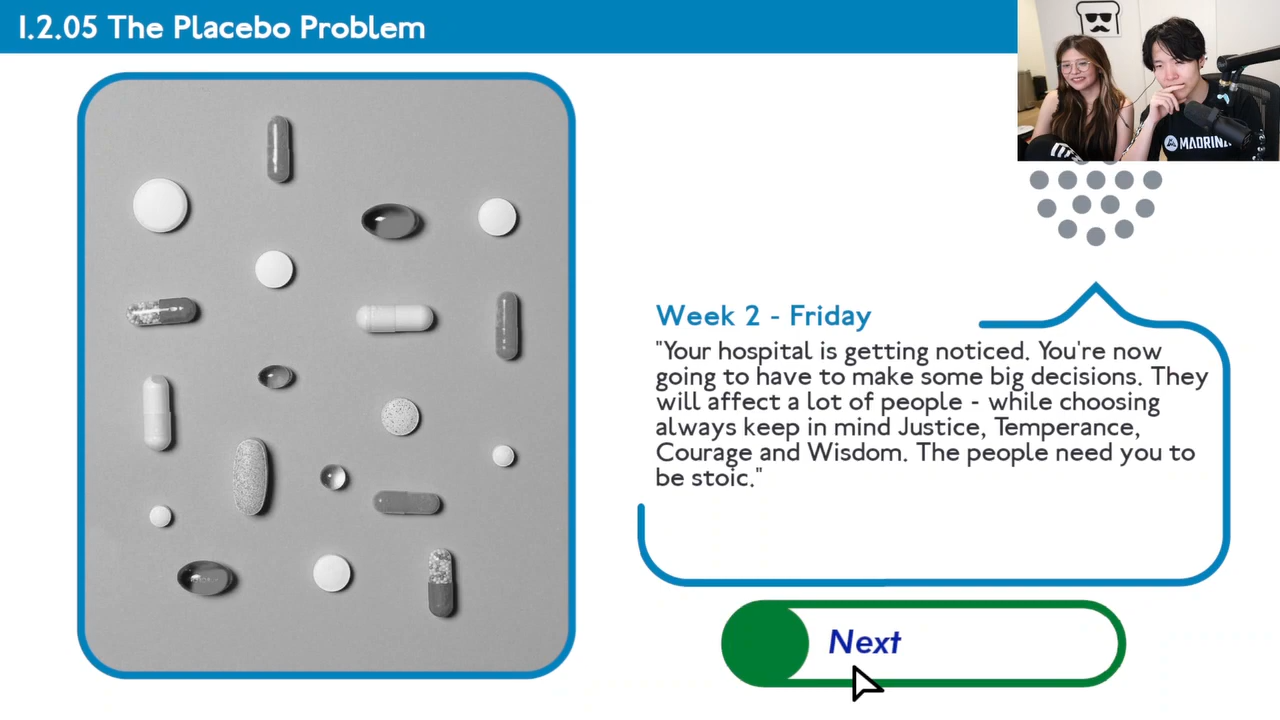 1.2.05 The Placebo Problem
MADRIN
Week 2 - Friday
"Your hospital is getting noticed. You're now
going to have to make some big decisions. They
will affect a lot of people - while choosing
always keep in mind Justice, Temperance,
Courage and Wisdom. The people need you to
be stoic."
Next